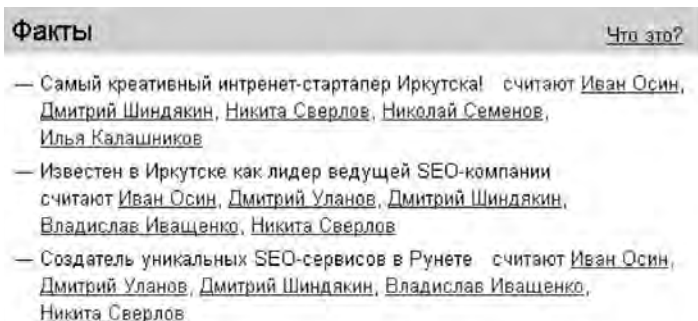 Факты
Что это?
— Самый креативный интренет-стартапер Иркутска! считают Иван Осин,
Дмитрий Шиндякин, Никита Сверлов, Николай Семенов,
Илья Калашников
— Известен в Иркутске как лидер ведущей SEO-компании
считают Иван Осин, Дмитрий Уланов, Дмитрий Шиндякин,
Владислав Иващенко, Никита Сверлов
— Создатель уникальных SEO-сервисов в Рунете считают Иван Осин,
Дмитрий Уланов, Дмитрий Шиндякин, Владислав Иващенко,
Никита Сверлов